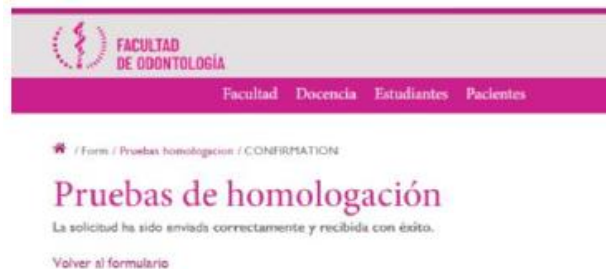 FACULTAD
DE ODONTOLOGÍA
Facultad Docencia Estudiantes Pacientes
/ Form / Pruebas homologacion / CONFIRMATION
Pruebas de homologación
La solicitud ha sido enviada correctamente y recibida con éxito.
Volver al formulario